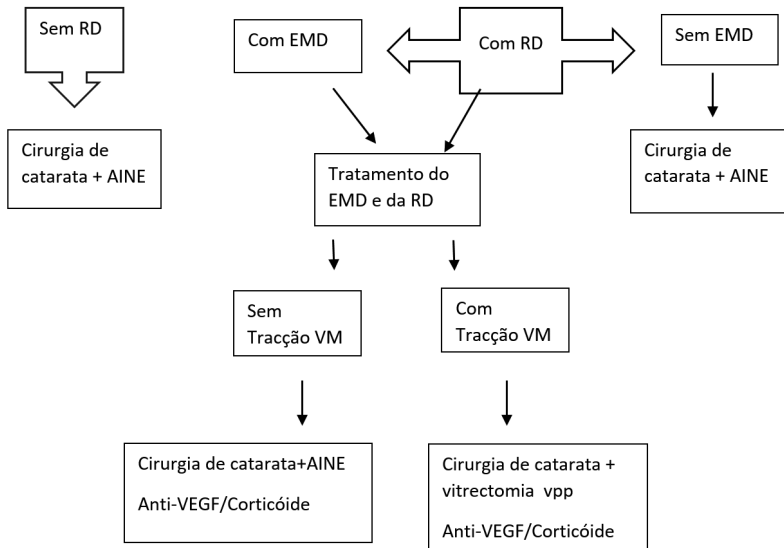 Sem RD
Com EMD
Com RD
Sem EMD
Cirurgia de
catarata + AINE
Tratamento do
EMD e da RD
Cirurgia de
catarata + AINE
Sem
Tracção VM
Com
Tracção VM
Cirurgia de catarata+AINE
Anti-VEGF/Corticóide
Cirurgia de catarata +
vitrectomia vpp
Anti-VEGF/Corticóide